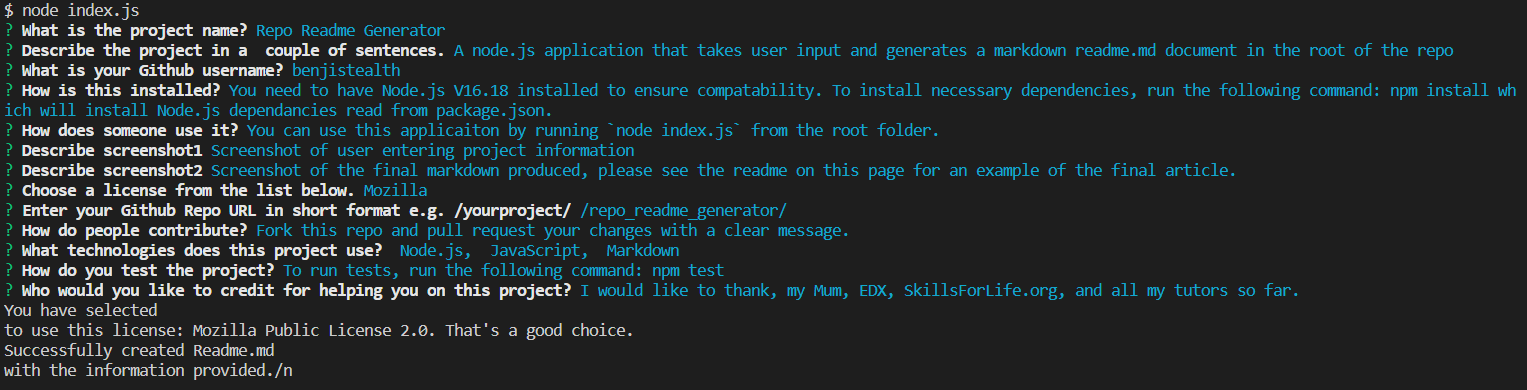 $ node index.js
? What is the project name? Repo Readme Generator
? Describe the project in a  couple of sentences. A node.js application that takes user input and generates a markdown readme.md document in the root of the repo
? What is your Github username? benjistealth
? How is this installed? You need to have Node.js V16.18 installed to ensure compatability. To install necessary dependencies, run the following command: npm install wh
ich will install Node.js dependancies read from package.json.
? How does someone use it? You can use this applicaiton by running `node index.js` from the root folder.
? Describe screenshot1 Screenshot of user entering project information
? Describe screenshot2 Screenshot of the final markdown produced, please see the readme on this page for an example of the final article.
? Choose a license from the list below. Mozilla
? Enter your Github Repo URL in short format e.g. /yourproject/ /repo_readme_generator/
? How do people contribute? Fork this repo and pull request your changes with a clear message.
? What technologies does this project use?  Node.js,  JavaScript,  Markdown
? How do you test the project? To run tests, run the following command: npm test
? Who would you like to credit for helping you on this project? I would like to thank, my Mum, EDX, SkillsForLife.org, and all my tutors so far.
You have selected
to use this license: Mozilla Public License 2.0. That's a good choice.
Successfully created Readme.md
with the information provided./n